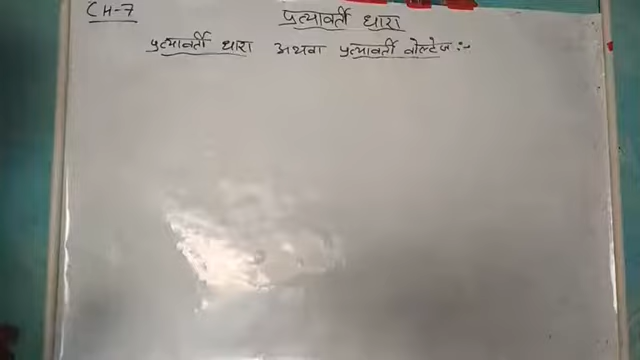 CH-7
प्रत्यावर्ती धारा
प्रत्यावर्ती धारा अथवा प्रत्यावर्ती वोल्टेज :-